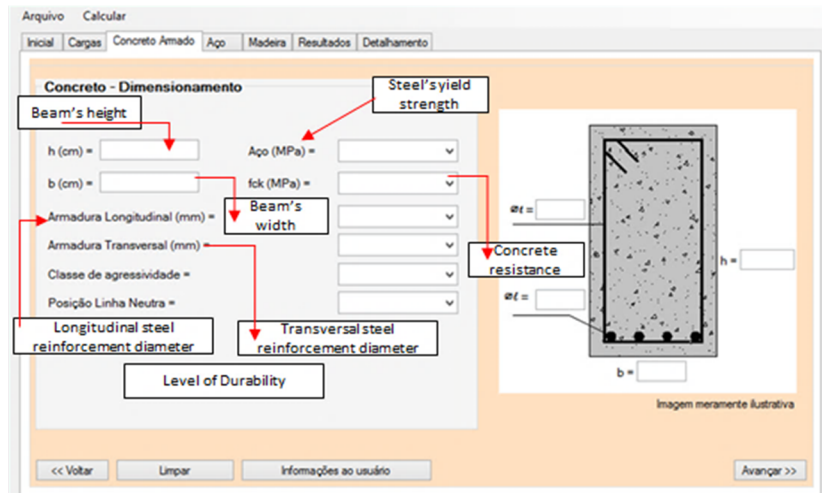 Arquivo Calcular
Inicial Cargas Concreto Armado Aço Madeira Resultados Detalhamento
Concreto - Dimensionamento
Steel's yield
strength
Beam's height
h (cm) =
Aço (MPa) =
b (cm) =
fck (MPa) =
Beam's
width
Armadura Longitudinal (mm) =
Armadura Transversal (mm) =
Concrete
resistance
Classe de agressividade =
Posição Linha Neutra =
Longitudinal steel
reinforcement diameter
Transversal steel
reinforcement diameter
Level of Durability
øt =
h =
øℓ =
b =
Imagem meramente ilustrativa
<< Voltar
Limpar
Informações ao usuário
Avançar >>